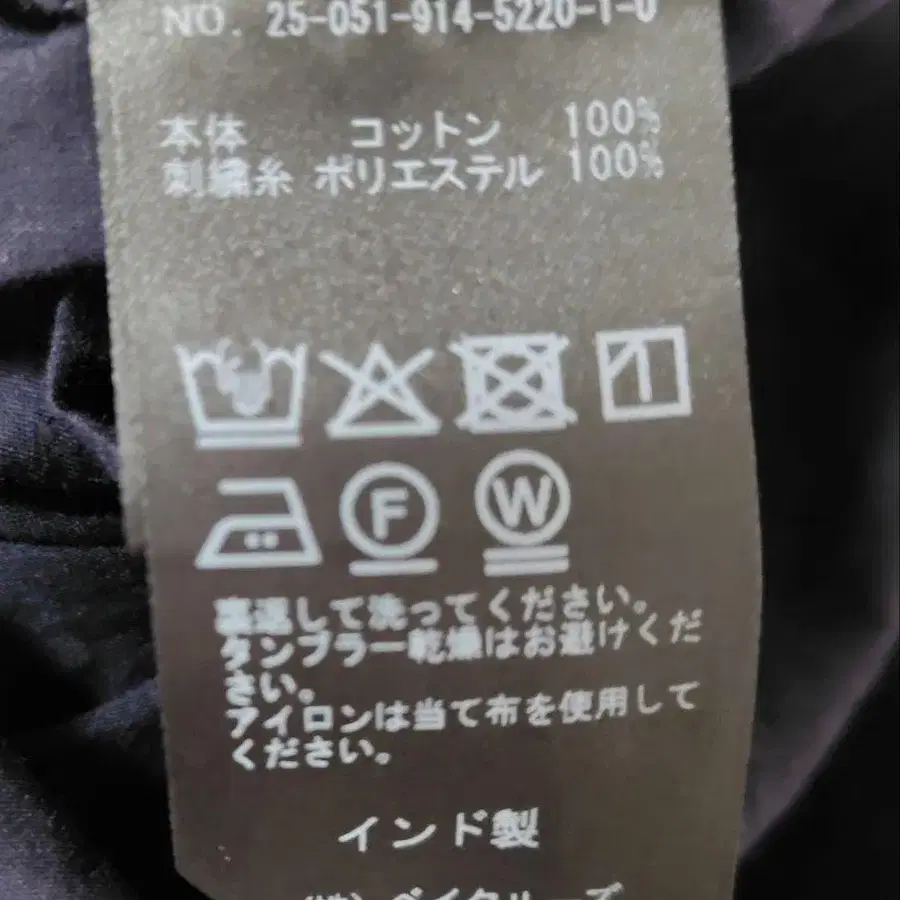 NO. 25-051-914-5220-1-0
本体 コットン 100%
刺繍糸 ポリエステル 100%
F W
裏返して洗ってください。
タンブラー乾燥はお避けくだ
さい。
アイロンは当て布を使用して
ください。
インド製